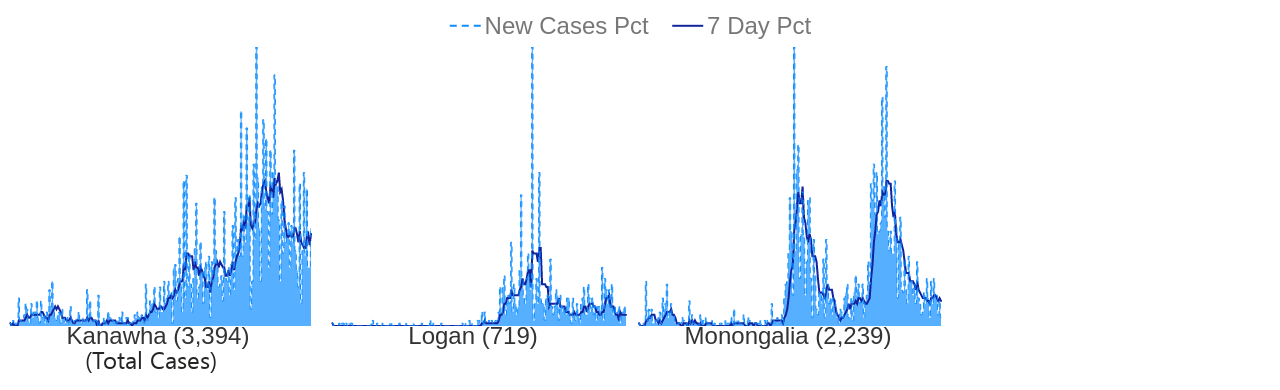 New Cases Pct 7 Day Pct
Kanawha (3,394) Logan (719) Monongalia (2,239)
(Total Cases)